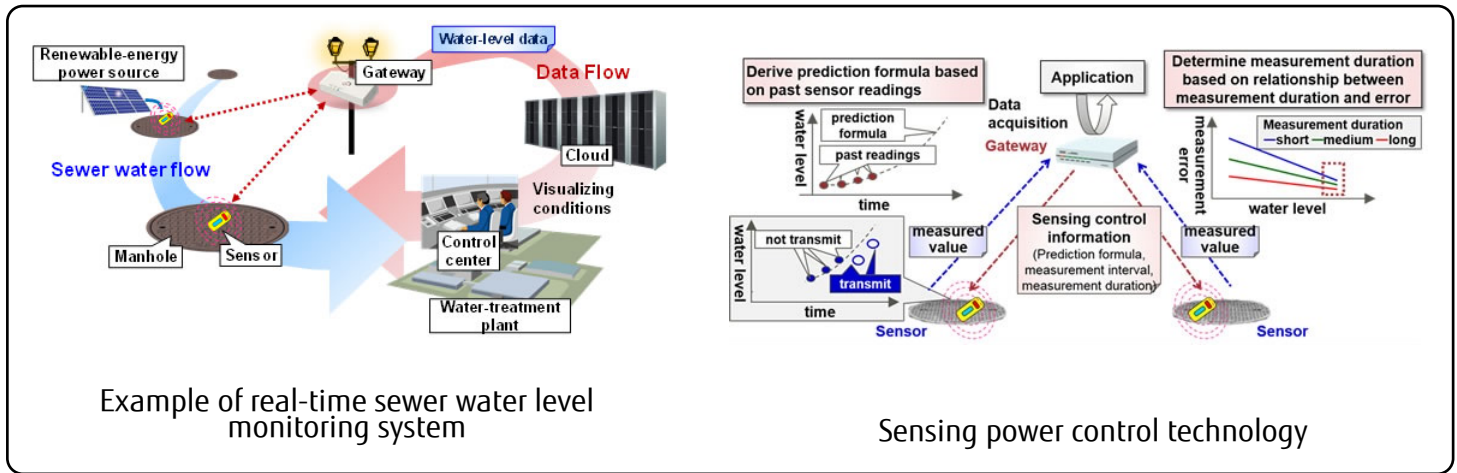 Renewable-energy
power source
Gateway
Water-level data
Data Flow
Cloud
Sewer water flow
Visualizing
conditions
Control
center
Manhole
Sensor
Water-treatment
plant
Example of real-time sewer water level
monitoring system
Derive prediction formula based
on past sensor readings
water level
prediction
formula
past readings
time
Application
Data
acquisition
Gateway
Determine measurement duration
based on relationship between
measurement duration and error
measurement
error
Measurement duration
short medium long
water level
water level
not transmit
transmit
time
measured
value
Sensing control
information
(Prediction formula,
measurement interval,
measurement duration)
measured
value
Sensor
Sensor
Sensing power control technology